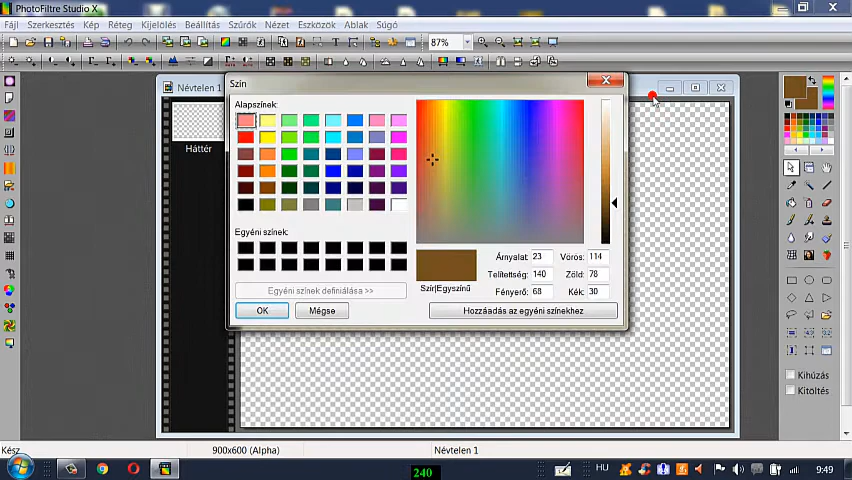 PhotoFiltre Studio X
Fájl Szerkesztés Kép Réteg Kijelölés Beállítás Szűrők Nézet Eszközök Ablak Súgó
87%
Névtelen 1
Háttér
Szín
Alapszínek:
Egyéni színek:
Egyéni színek definiálása >>
OK
Mégse
Szín|Egyszínű
Árnyalat: 23
Telítettség: 140
Fényerő: 68
Vörös: 114
Zöld: 78
Kék: 30
Hozzáadás az egyéni színekhez
Kihúzás
Kitöltés
Kész
900x600 (Alpha)
Névtelen 1
240
HU
9:49